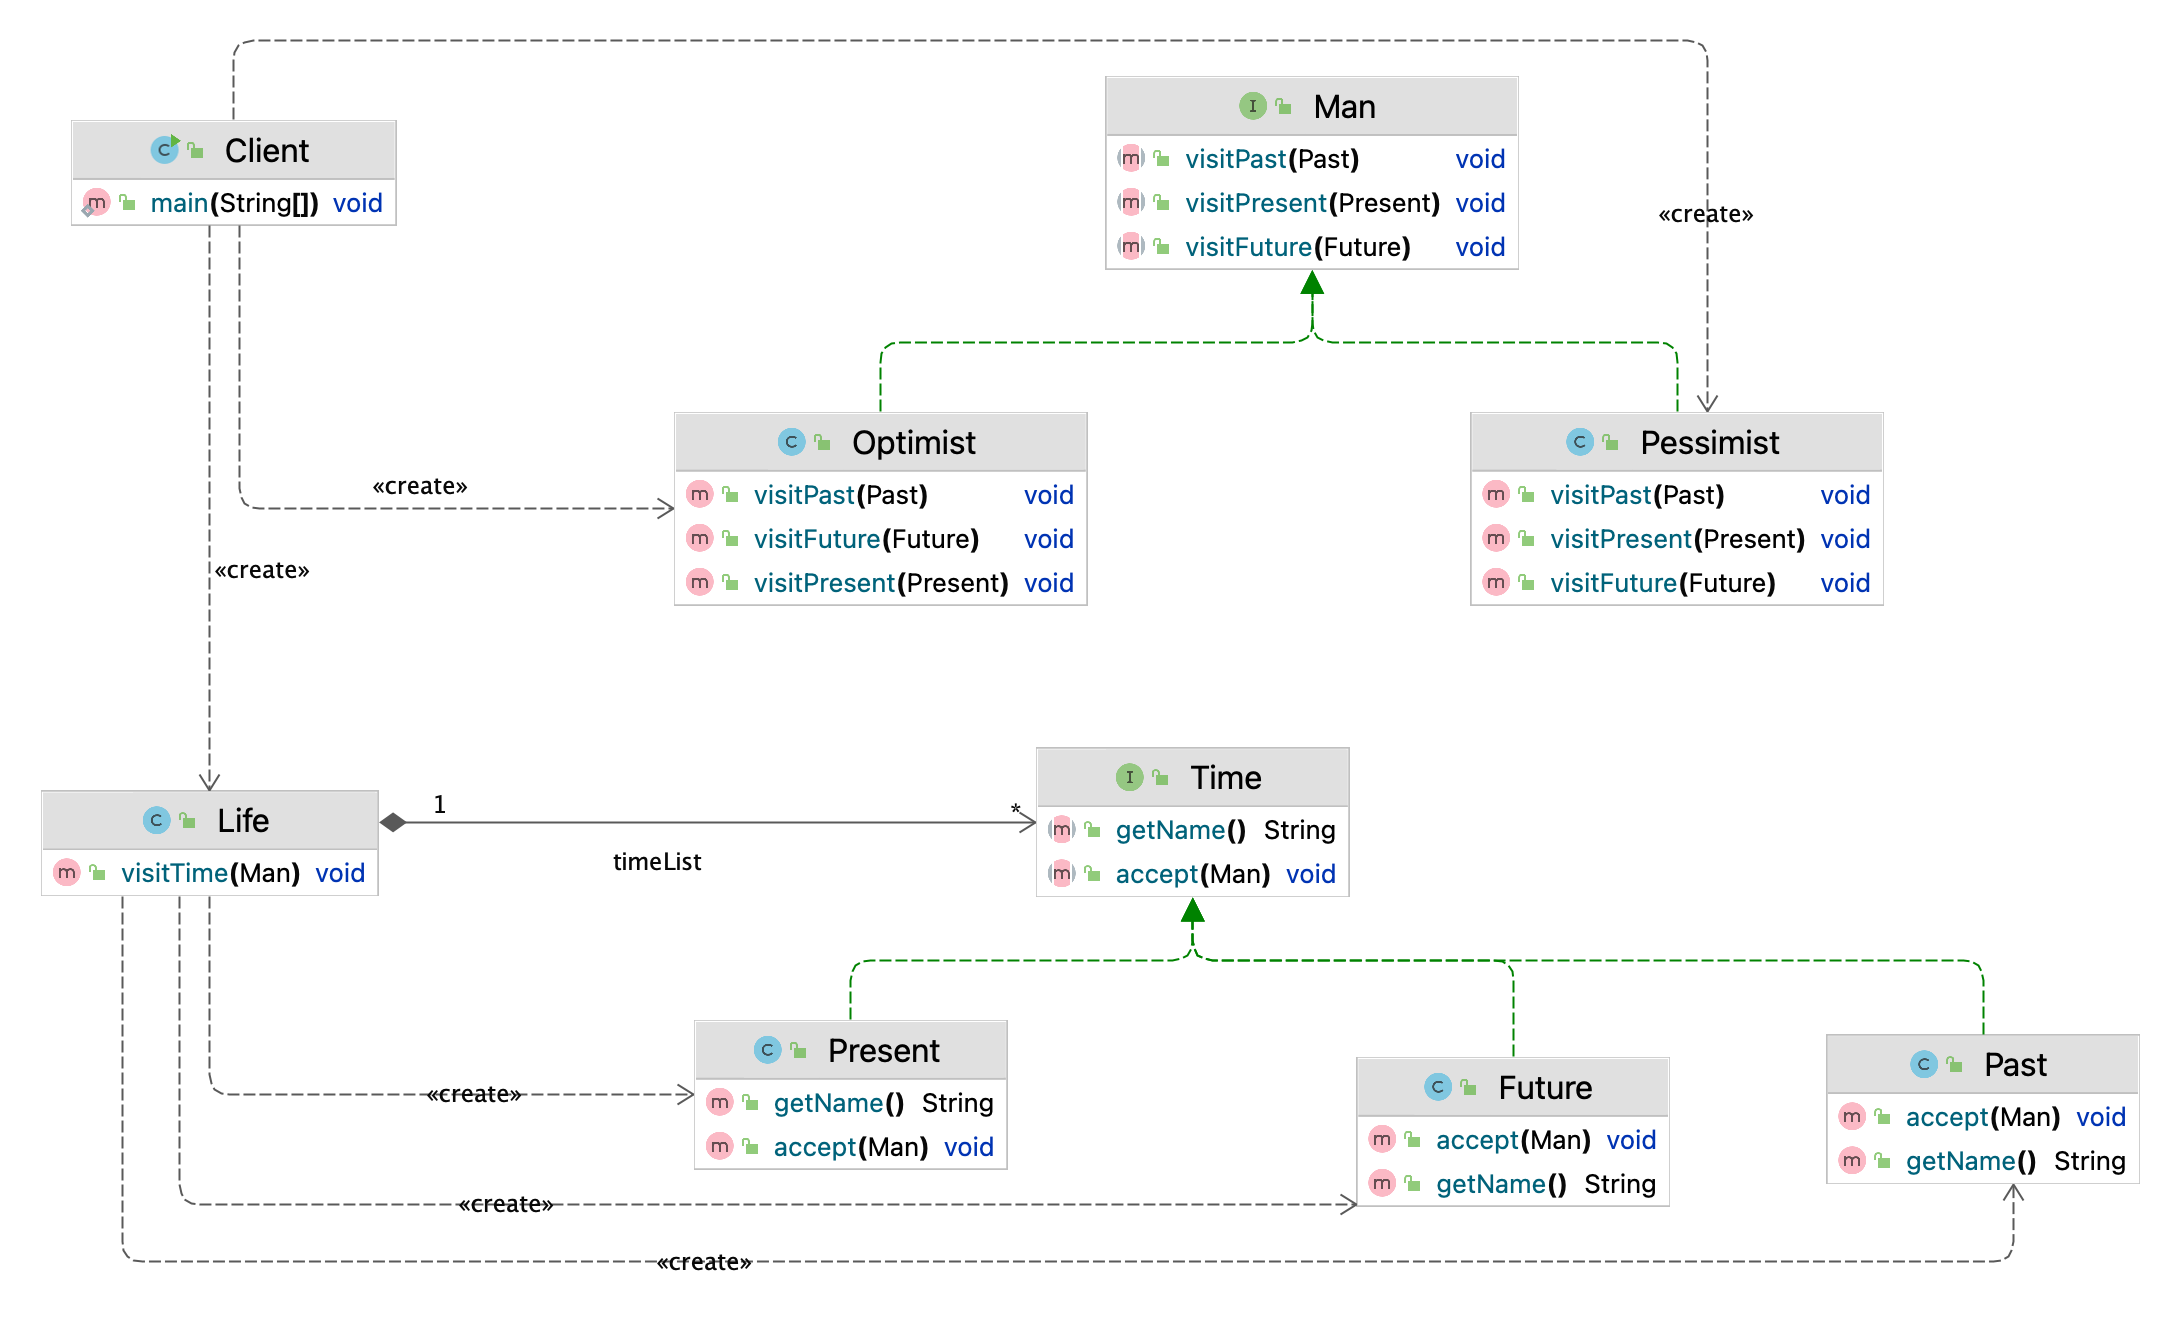 Client
main(String[]) void
Man
visitPast(Past) void
visitPresent(Present) void
visitFuture(Future) void
«create»
Optimist
visitPast(Past) void
visitFuture(Future) void
visitPresent(Present) void
Pessimist
visitPast(Past) void
visitPresent(Present) void
visitFuture(Future) void
«create»
«create»
Life
visitTime(Man) void
1
*
timeList
Time
getName() String
accept(Man) void
Present
getName() String
accept(Man) void
Future
accept(Man) void
getName() String
Past
accept(Man) void
getName() String
«create»
«create»
«create»